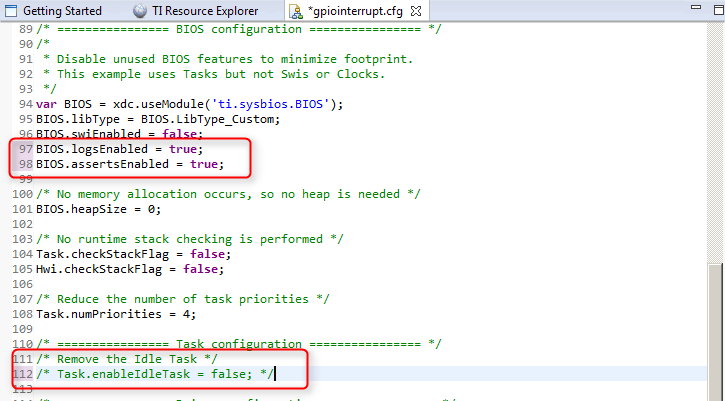 Getting Started
TI Resource Explorer
*gpiointerrupt.cfg
89 /* ================ BIOS configuration ================ */
90 /*
91  * Disable unused BIOS features to minimize footprint.
92  * This example uses Tasks but not Swis or Clocks.
93  */
94 var BIOS = xdc.useModule('ti.sysbios.BIOS');
95 BIOS.libType = BIOS.LibType_Custom;
96 BIOS.swiEnabled = false;
97 BIOS.logsEnabled = true;
98 BIOS.assertsEnabled = true;
99
100 /* No memory allocation occurs, so no heap is needed */
101 BIOS.heapSize = 0;
102
103 /* No runtime stack checking is performed */
104 Task.checkStackFlag = false;
105 Hwi.checkStackFlag = false;
106
107 /* Reduce the number of task priorities */
108 Task.numPriorities = 4;
109
110 /* ================ Task configuration ================ */
111 /* Remove the Idle Task */
112 /* Task.enableIdleTask = false; */
113